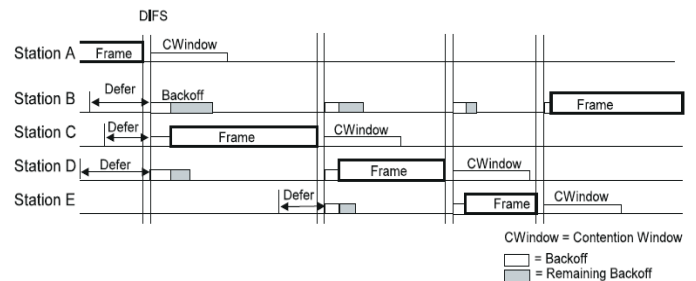 DIFS
Station A
Frame
CWindow
Station B
Defer
Backoff
Frame
Station C
Defer
Frame
CWindow
Station D
Defer
Frame
CWindow
Station E
Defer
Frame
CWindow
CWindow = Contention Window
= Backoff
= Remaining Backoff